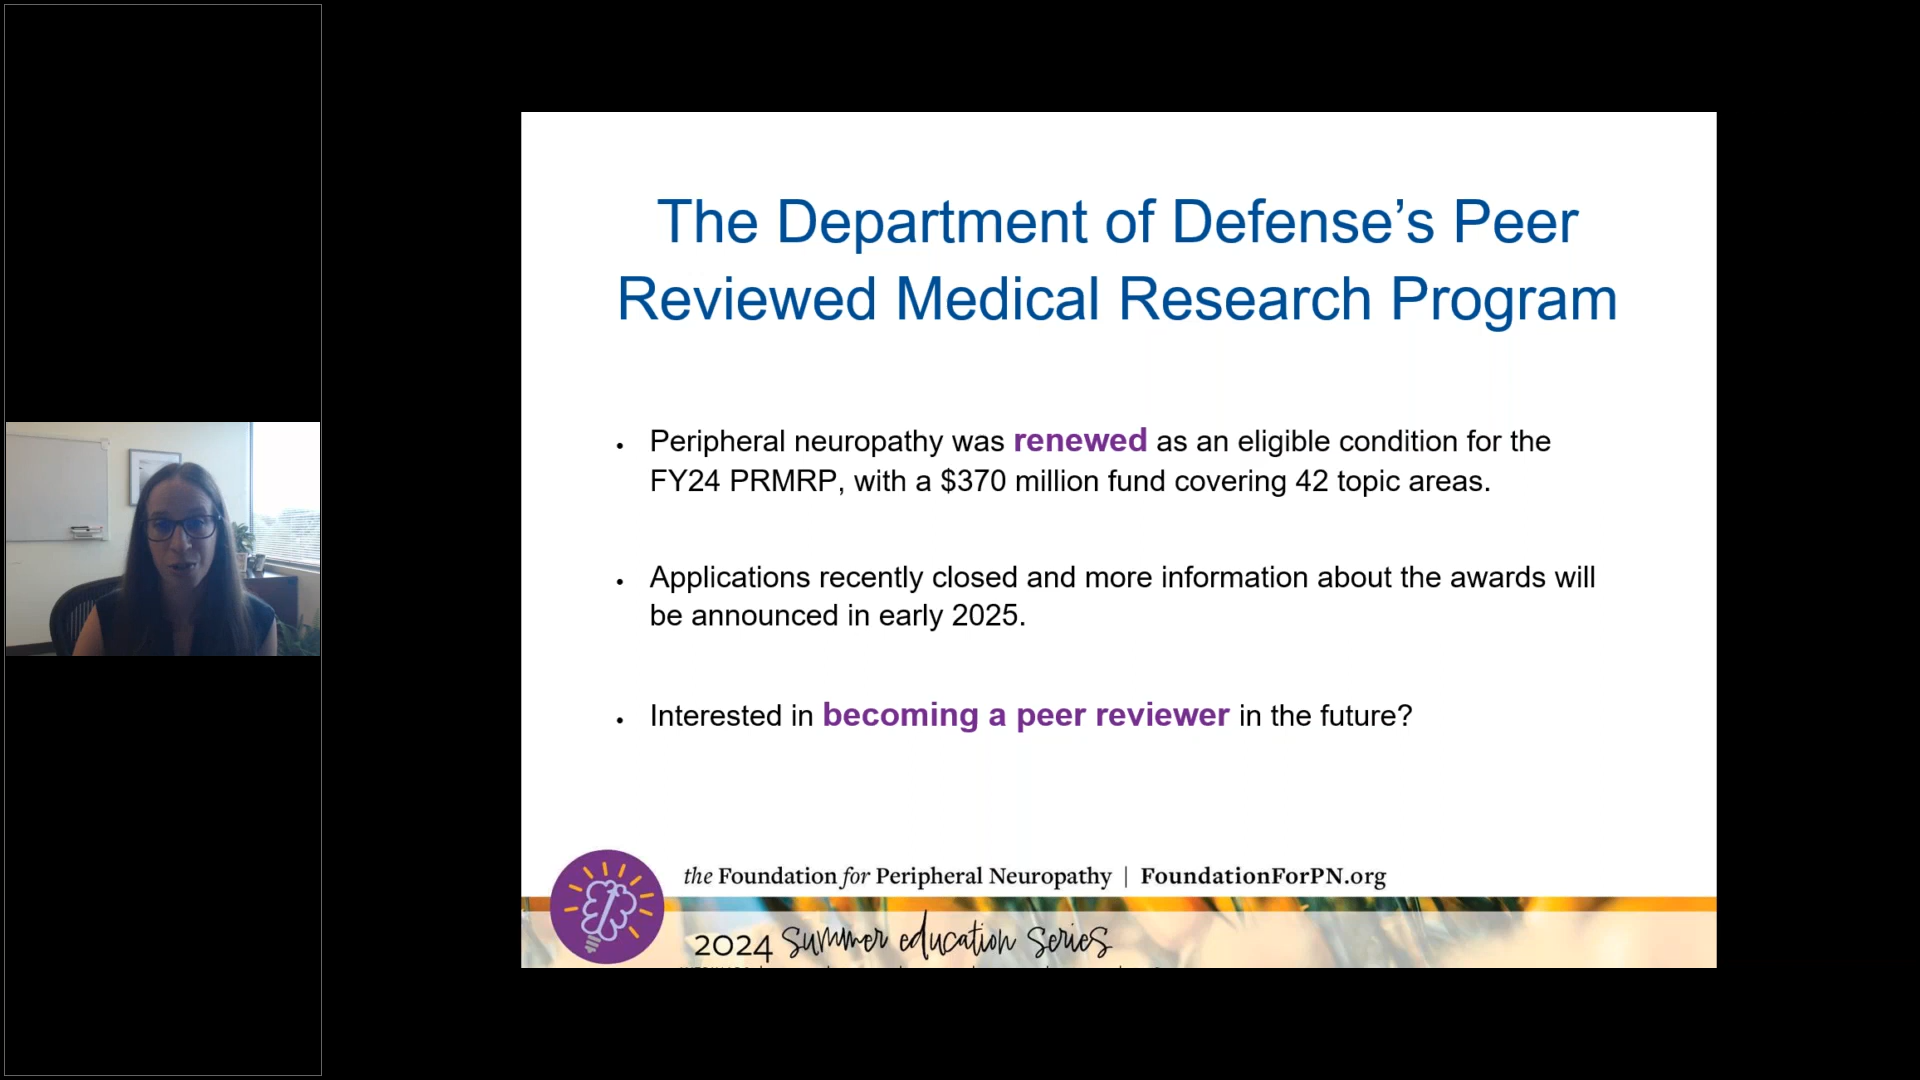 The Department of Defense’s Peer
Reviewed Medical Research Program
• Peripheral neuropathy was renewed as an eligible condition for the
FY24 PRMRP, with a $370 million fund covering 42 topic areas.
• Applications recently closed and more information about the awards will
be announced in early 2025.
• Interested in becoming a peer reviewer in the future?
the Foundation for Peripheral Neuropathy | FoundationForPN.org
2024 summer education series